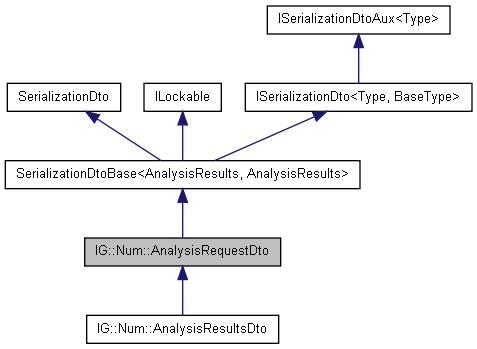 ISerializationDtoAux<Type>
SerializationDto
ILockable
ISerializationDto<Type, BaseType>
SerializationDtoBase<AnalysisResults, AnalysisResults>
IG::Num::AnalysisRequestDto
IG::Num::AnalysisResultsDto